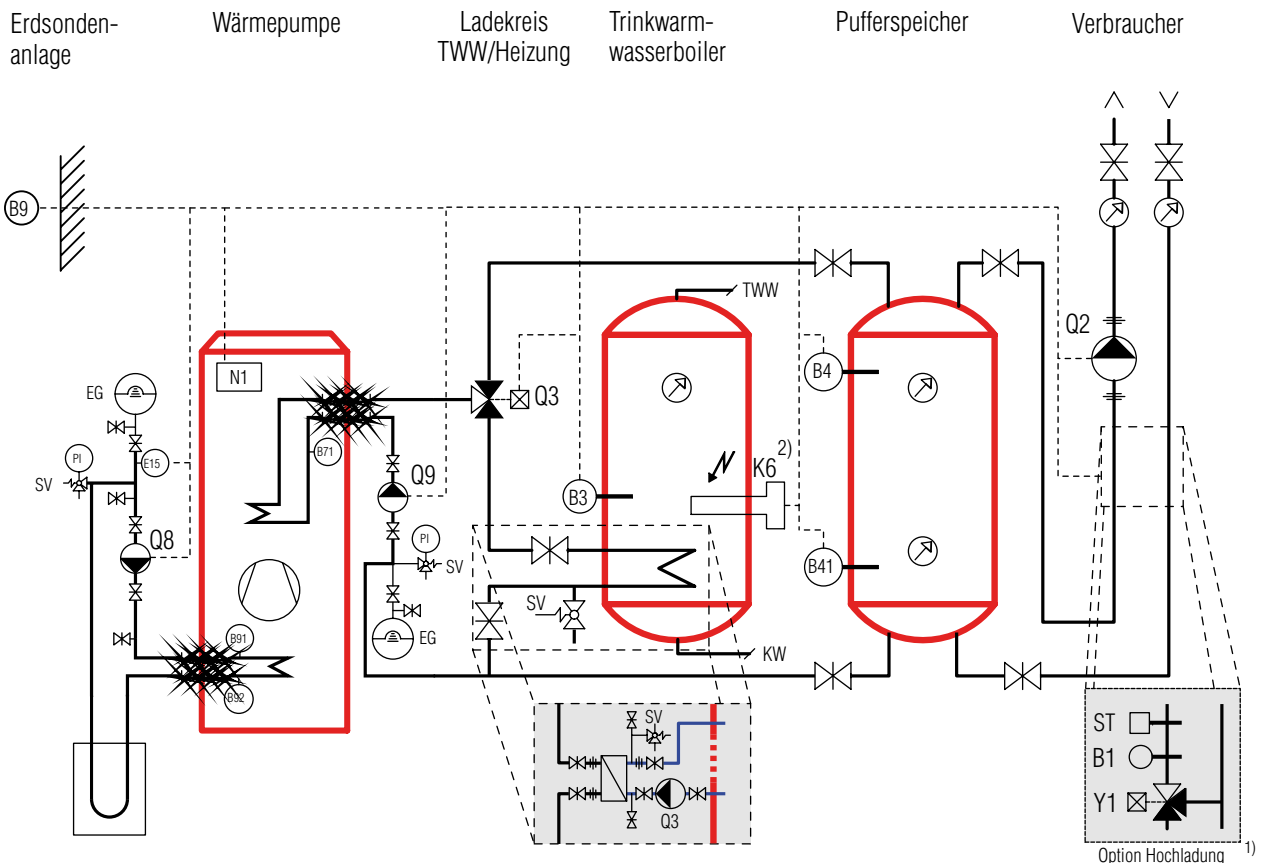 Erdsonden-
anlage
Wärmepumpe
Ladekreis
TWW/Heizung
Trinkwarm-
wasserboiler
Pufferspeicher
Verbraucher
B9
TWW
Q2
N1
EG
B4
Q3
B71
PI
SV
E15
Q9
K6 2)
B3
Q8
PI
SV
B41
SV
EG
B91
KW
B92
SV
ST
B1
Y1
Q3
Option Hochladung 1)